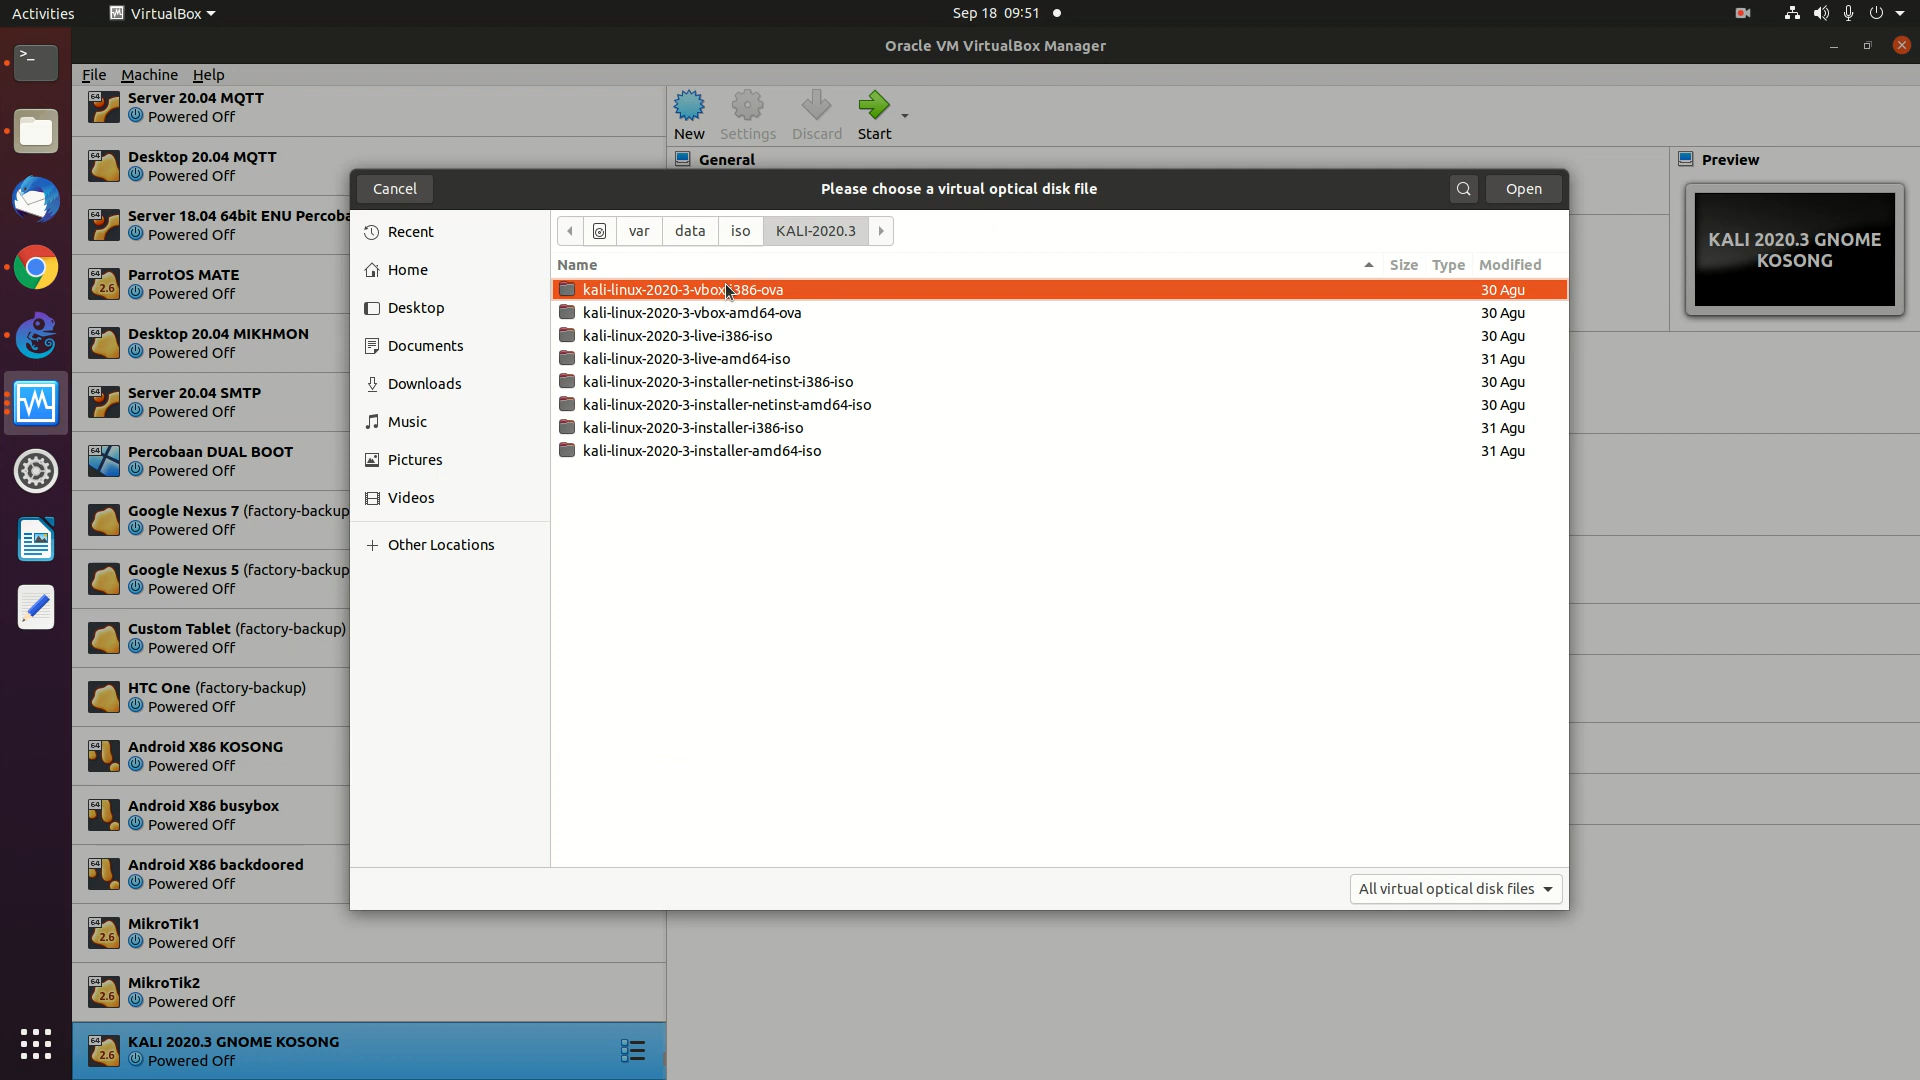 Activities
VirtualBox
Sep 18 09:51
Oracle VM VirtualBox Manager
File Machine Help
Server 20.04 MQTT
Powered Off
Desktop 20.04 MQTT
Powered Off
Server 18.04 64bit ENU Percoba
Powered Off
ParrotOS MATE
Powered Off
Desktop 20.04 MIKHMON
Powered Off
Server 20.04 SMTP
Powered Off
Percobaan DUAL BOOT
Powered Off
Google Nexus 7 (factory-backup
Powered Off
Google Nexus 5 (factory-backup
Powered Off
Custom Tablet (factory-backup)
Powered Off
HTC One (factory-backup)
Powered Off
Android X86 KOSONG
Powered Off
Android X86 busybox
Powered Off
Android X86 backdoored
Powered Off
MikroTik1
Powered Off
MikroTik2
Powered Off
KALI 2020.3 GNOME KOSONG
Powered Off
New Settings Discard Start
General
Preview
KALI 2020.3 GNOME
KOSONG
Cancel
Please choose a virtual optical disk file
Open
Recent
Home
Desktop
Documents
Downloads
Music
Pictures
Videos
Other Locations
var data iso KALI-2020.3
Name Size Type Modified
kali-linux-2020-3-vbox-i386-ova 30 Agu
kali-linux-2020-3-vbox-amd64-ova 30 Agu
kali-linux-2020-3-live-i386-iso 30 Agu
kali-linux-2020-3-live-amd64-iso 31 Agu
kali-linux-2020-3-installer-netinst-i386-iso 30 Agu
kali-linux-2020-3-installer-netinst-amd64-iso 30 Agu
kali-linux-2020-3-installer-i386-iso 31 Agu
kali-linux-2020-3-installer-amd64-iso 31 Agu
All virtual optical disk files